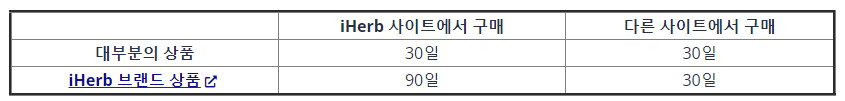 iHerb 사이트에서 구매 다른 사이트에서 구매
대부분의 상품 30일 30일
iHerb 브랜드 상품 90일 30일